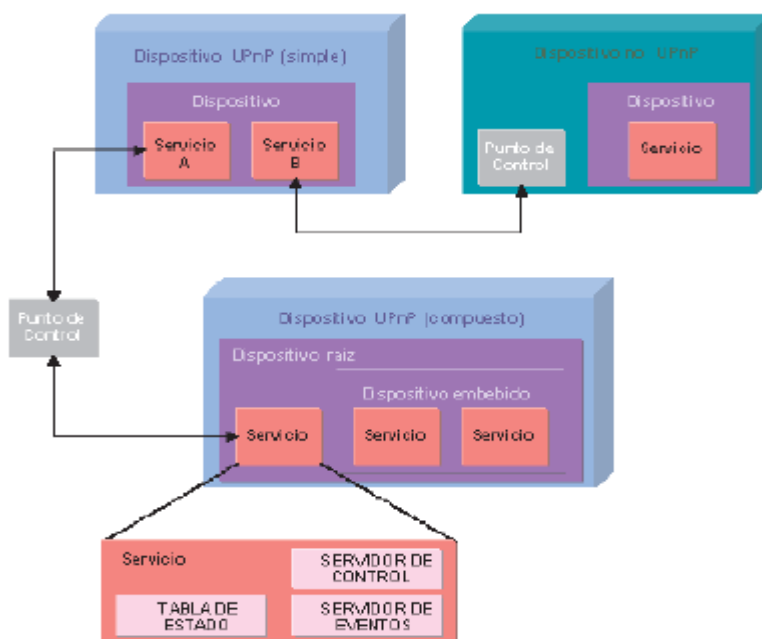 Dispositivo UPnP (simple)
Dispositivo
Servicio
A
Servicio
B
Dispositivo no UPnP
Dispositivo
Punto de
Control
Servicio
Punto de
Control
Dispositivo UPnP (compuesto)
Dispositivo raiz
Dispositivo embebido
Servicio
Servicio
Servicio
Servicio
SERVIDOR DE
CONTROL
TABLA DE
ESTADO
SERVIDOR DE
EVENTOS